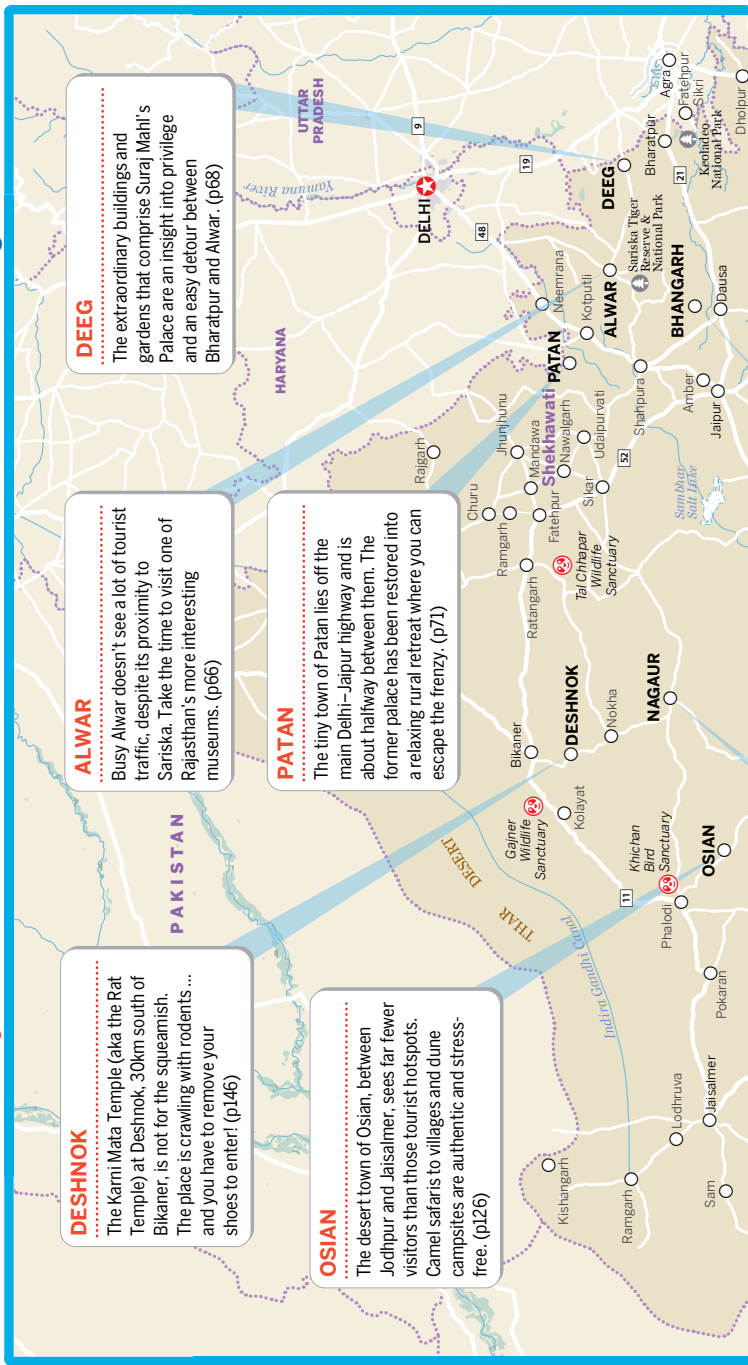 DESHNOK
The Karni Mata Temple (aka the Rat
Temple) at Deshnok, 30km south of
Bikaner, is not for the squeamish.
The place is crawling with rodents ...
and you have to remove your
shoes to enter! (p146)
ALWAR
Busy Alwar doesn't see a lot of tourist
traffic, despite its proximity to
Sariska. Take the time to visit one of
Rajasthan's more interesting
museums. (p66)
DEEG
The extraordinary buildings and
gardens that comprise Suraj Mahl's
Palace are an insight into privilege
and an easy detour between
Bharatpur and Alwar. (p68)
OSIAN
The desert town of Osian, between
Jodhpur and Jaisalmer, sees far fewer
visitors than those tourist hotspots.
Camel safaris to villages and dune
campsites are authentic and stress-
free. (p126)
PATAN
The tiny town of Patan lies off the
main Delhi–Jaipur highway and is
about halfway between them. The
former palace has been restored into
a relaxing rural retreat where you can
escape the frenzy. (p71)
PAKISTAN
HARYANA
UTTAR
PRADESH
Yamuna River
9
19
48
DELHI
Rajgarh
Churu
Jhunjhunu
Ramgarh
Mandawa
Fatehpur
Shekhawati
Nawalgarh
Ratangarh
Udaipurvati
Sikar
52
Tal Chhapar
Wildlife
Sanctuary
PATAN
Neemrana
Kotputli
ALWAR
DEEG
Sariska Tiger
Reserve &
National Park
Bharatpur
Agra
Fatehpur
Sikri
Keoladeo
National Park
21
Dholpur
BHANGARH
Dausa
Shahpura
Amber
Jaipur
Sambhar
Salt Lake
Bikaner
DESHNOK
Nokha
NAGAUR
Gajner
Wildlife
Sanctuary
Kolayat
THAR
DESERT
Indira Gandhi Canal
11
Khichan
Bird
Sanctuary
Phalodi
OSIAN
Pokaran
Kishangarh
Ramgarh
Lodhruva
Jaisalmer
Sam